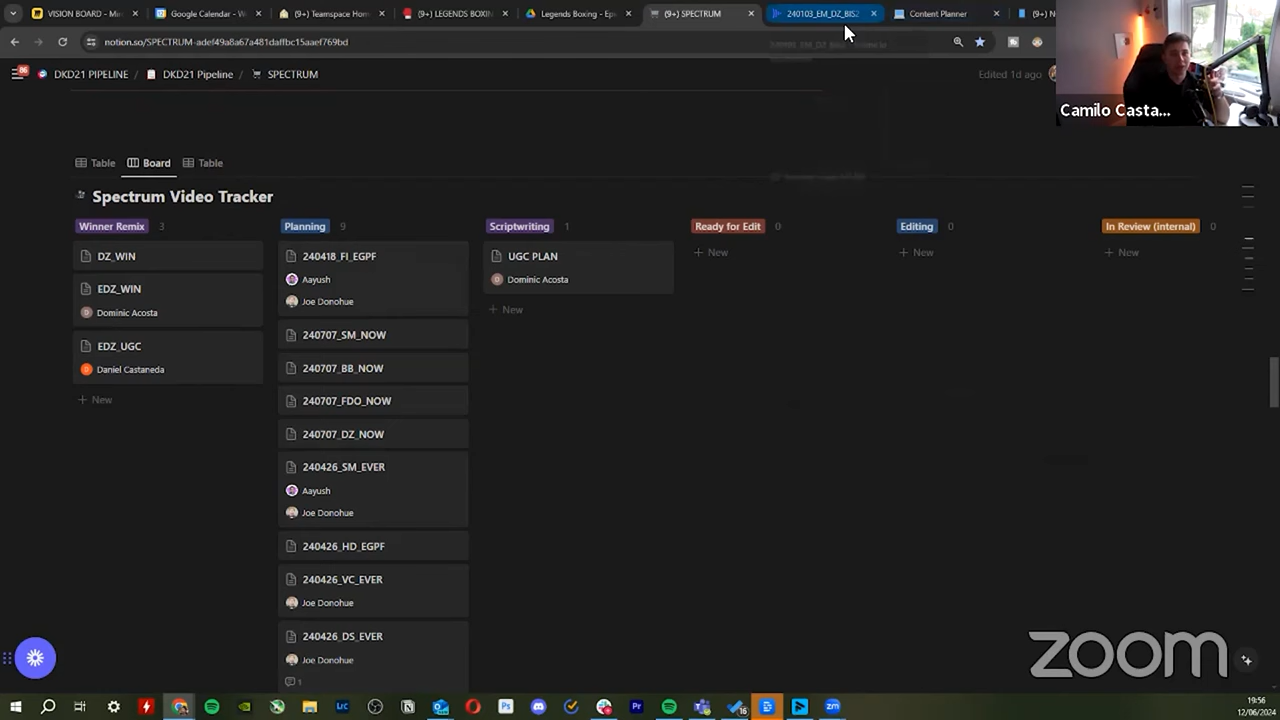 VISION BOARD - Mi
Google Calendar - W
(9+) Teamspace Hom
(9+) LEGENDS BOXIN
Legends Boxing - Ep
(9+) SPECTRUM
240103_EM_DZ_BIS2
Content Planner
(9+) N
notion.so/SPECTRUM-adef49a8a67a481daffbc15aaef769bd
86
DKD21 PIPELINE / DKD21 Pipeline / SPECTRUM
Edited 1d ago
Camilo Casta...
Table Board Table
Spectrum Video Tracker
Winner Remix 3
DZ_WIN
EDZ_WIN
D Dominic Acosta
EDZ_UGC
Daniel Castaneda
+ New
Planning 9
240418_FI_EGPF
Aayush
Joe Donohue
240707_SM_NOW
240707_BB_NOW
240707_FDO_NOW
240707_DZ_NOW
240426_SM_EVER
Aayush
Joe Donohue
240426_HD_EGPF
240426_VC_EVER
Joe Donohue
240426_DS_EVER
Joe Donohue
1
Scriptwriting 1
UGC PLAN
D Dominic Acosta
+ New
Ready for Edit 0
+ New
Editing 0
+ New
In Review (internal) 0
+ New
zoom
19:56
12/06/2024